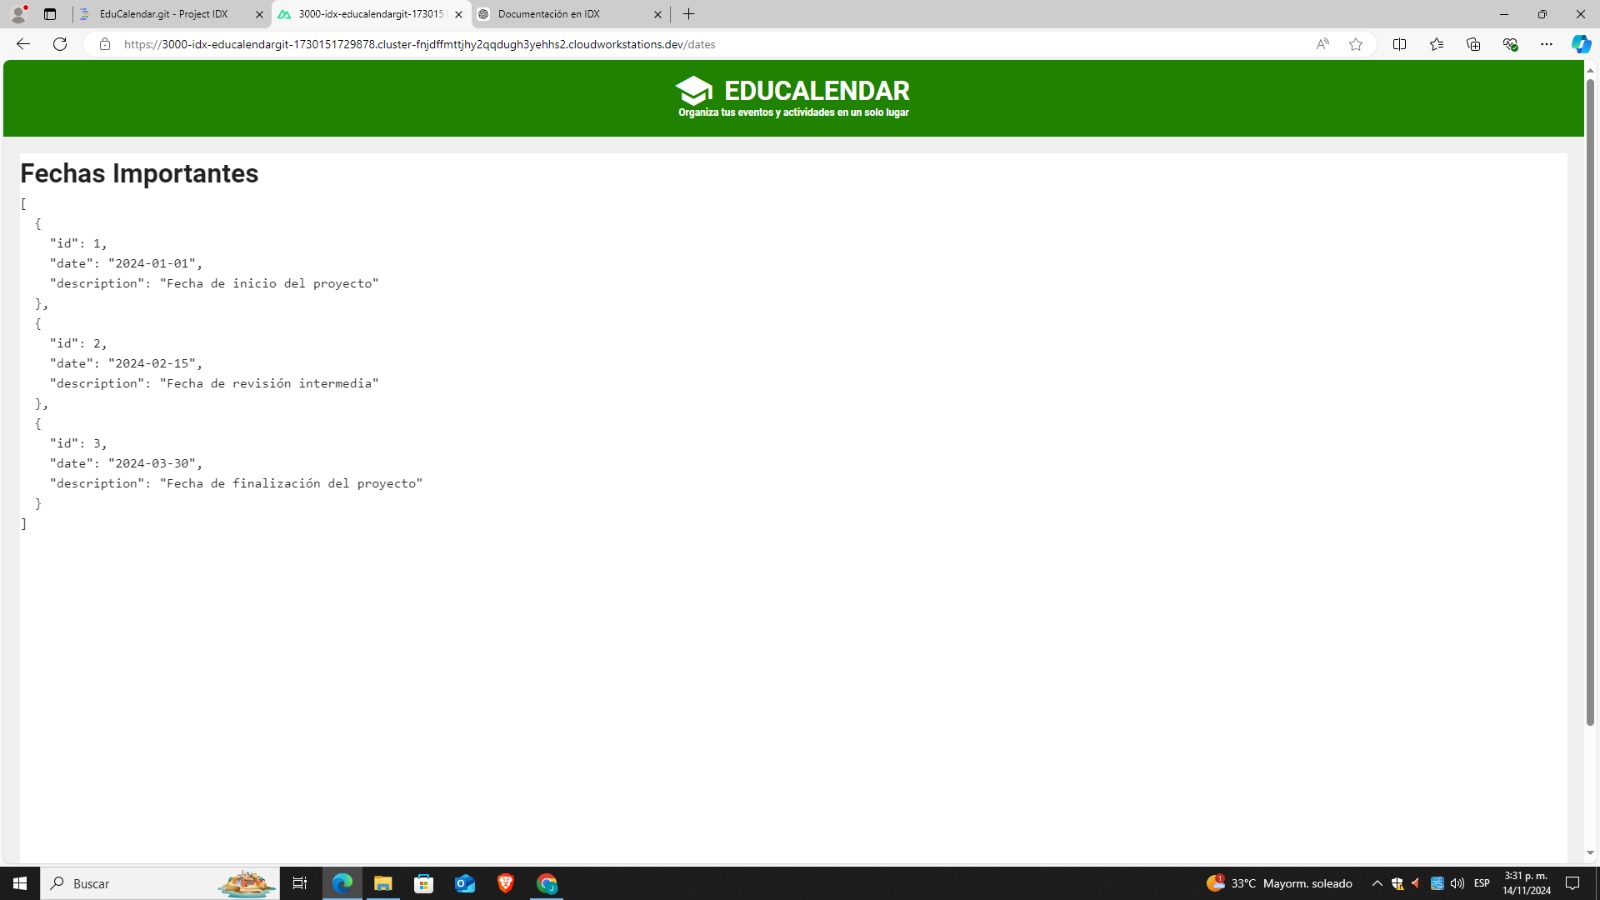 EduCalendar.git - Project IDX
3000-idx-educalendargit-173015
Documentación en IDX
https://3000-idx-educalendargit-1730151729878.cluster-fnjdffmttjhy2qqdugh3yehhs2.cloudworkstations.dev/dates
EDUCALENDAR
Organiza tus eventos y actividades en un solo lugar
Fechas Importantes
[
{
"id": 1,
"date": "2024-01-01",
"description": "Fecha de inicio del proyecto"
},
{
"id": 2,
"date": "2024-02-15",
"description": "Fecha de revisión intermedia"
},
{
"id": 3,
"date": "2024-03-30",
"description": "Fecha de finalización del proyecto"
}
]
Buscar
1
33°C Mayorm. soleado
ESP
3:31 p. m.
14/11/2024